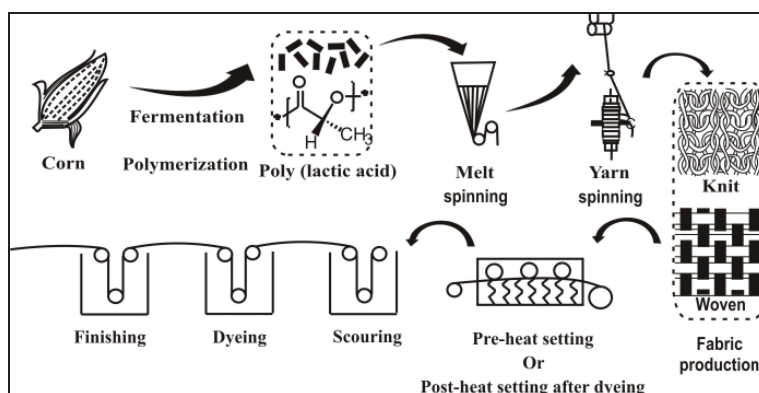 Corn
Fermentation
Polymerization
O
O
H
CH3
Poly (lactic acid)
Melt
spinning
Yarn
spinning
Knit
Woven
Fabric
production
Pre-heat setting
Or
Post-heat setting after dyeing
Scouring
Dyeing
Finishing